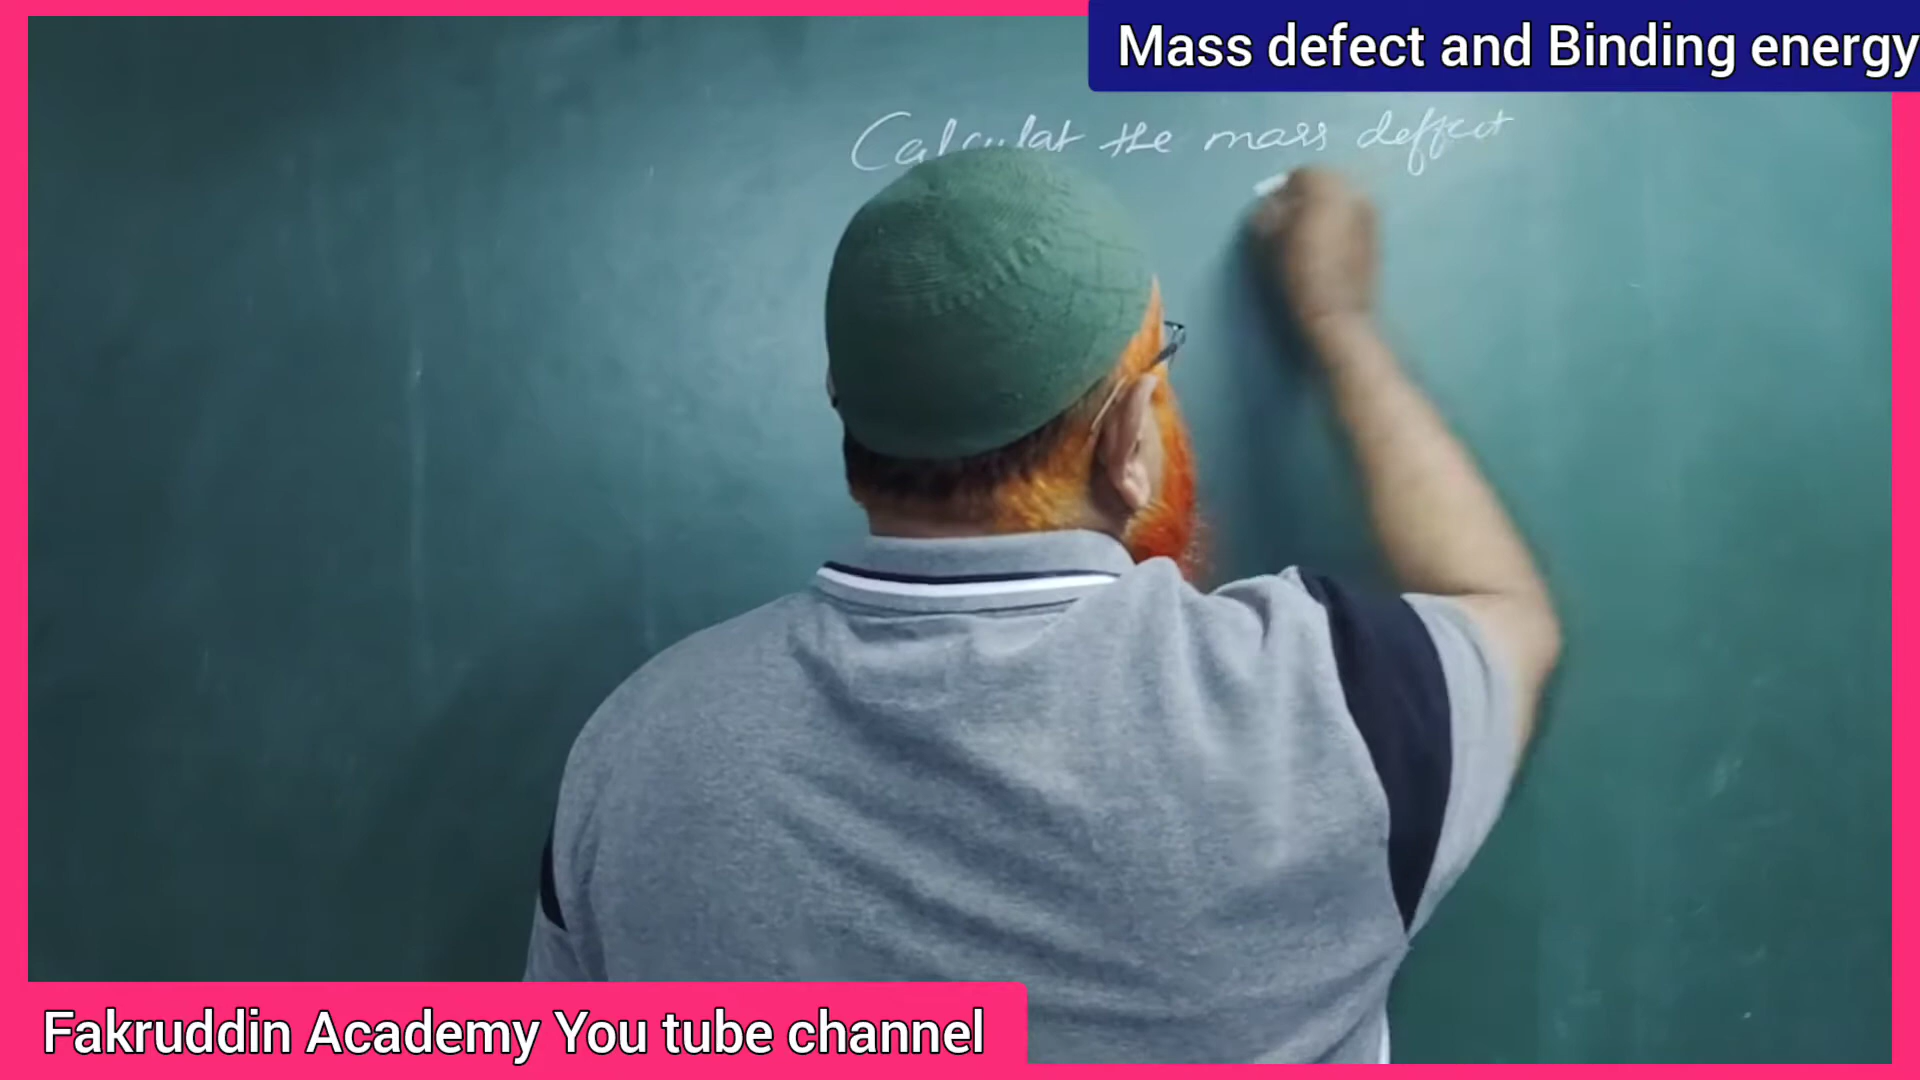 Mass defect and Binding energy
Calculat the mass deffect
Fakruddin Academy You tube channel